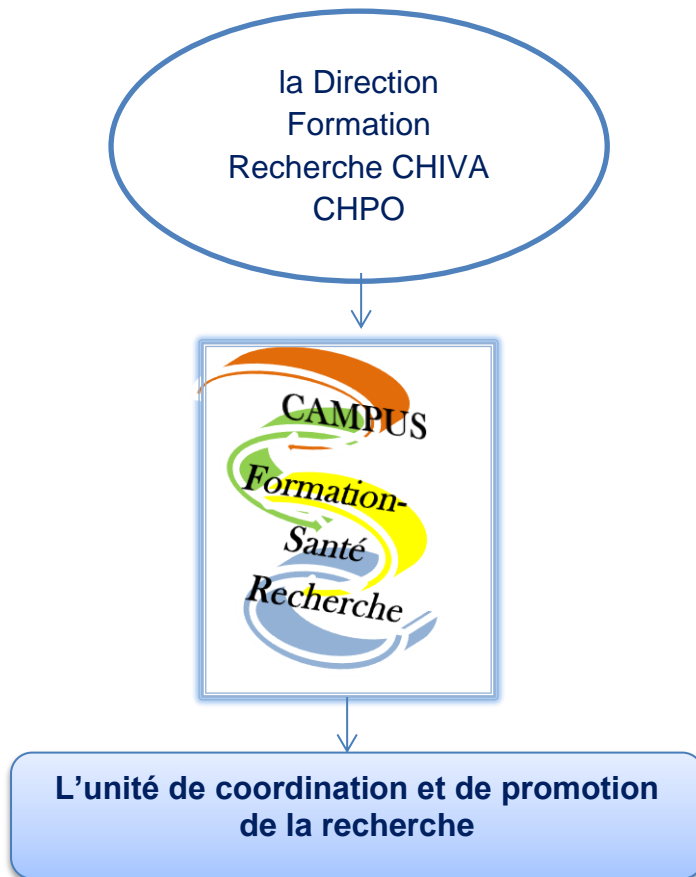 la Direction
Formation
Recherche CHIVA
CHPO
CAMPUS
Formation-
Santé
Recherche
L’unité de coordination et de promotion
de la recherche